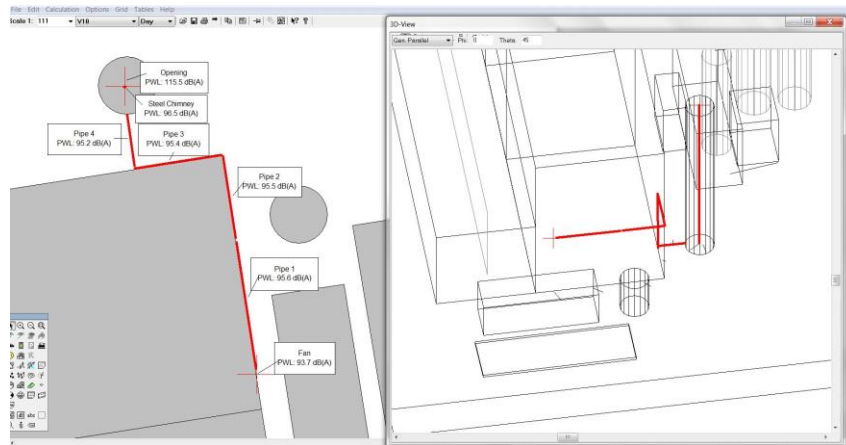 File Edit Calculation Options Grid Tables Help
Scale 1: 111 V10 Day
Opening
PWL: 115.5 dB(A)
Steel Chimney
PWL: 96.5 dB(A)
Pipe 4
PWL: 95.2 dB(A)
Pipe 3
PWL: 95.4 dB(A)
Pipe 2
PWL: 95.5 dB(A)
Pipe 1
PWL: 95.6 dB(A)
Fan
PWL: 93.7 dB(A)
abc
3D-View
Gen. Parallel Phi: 0 Theta: 45